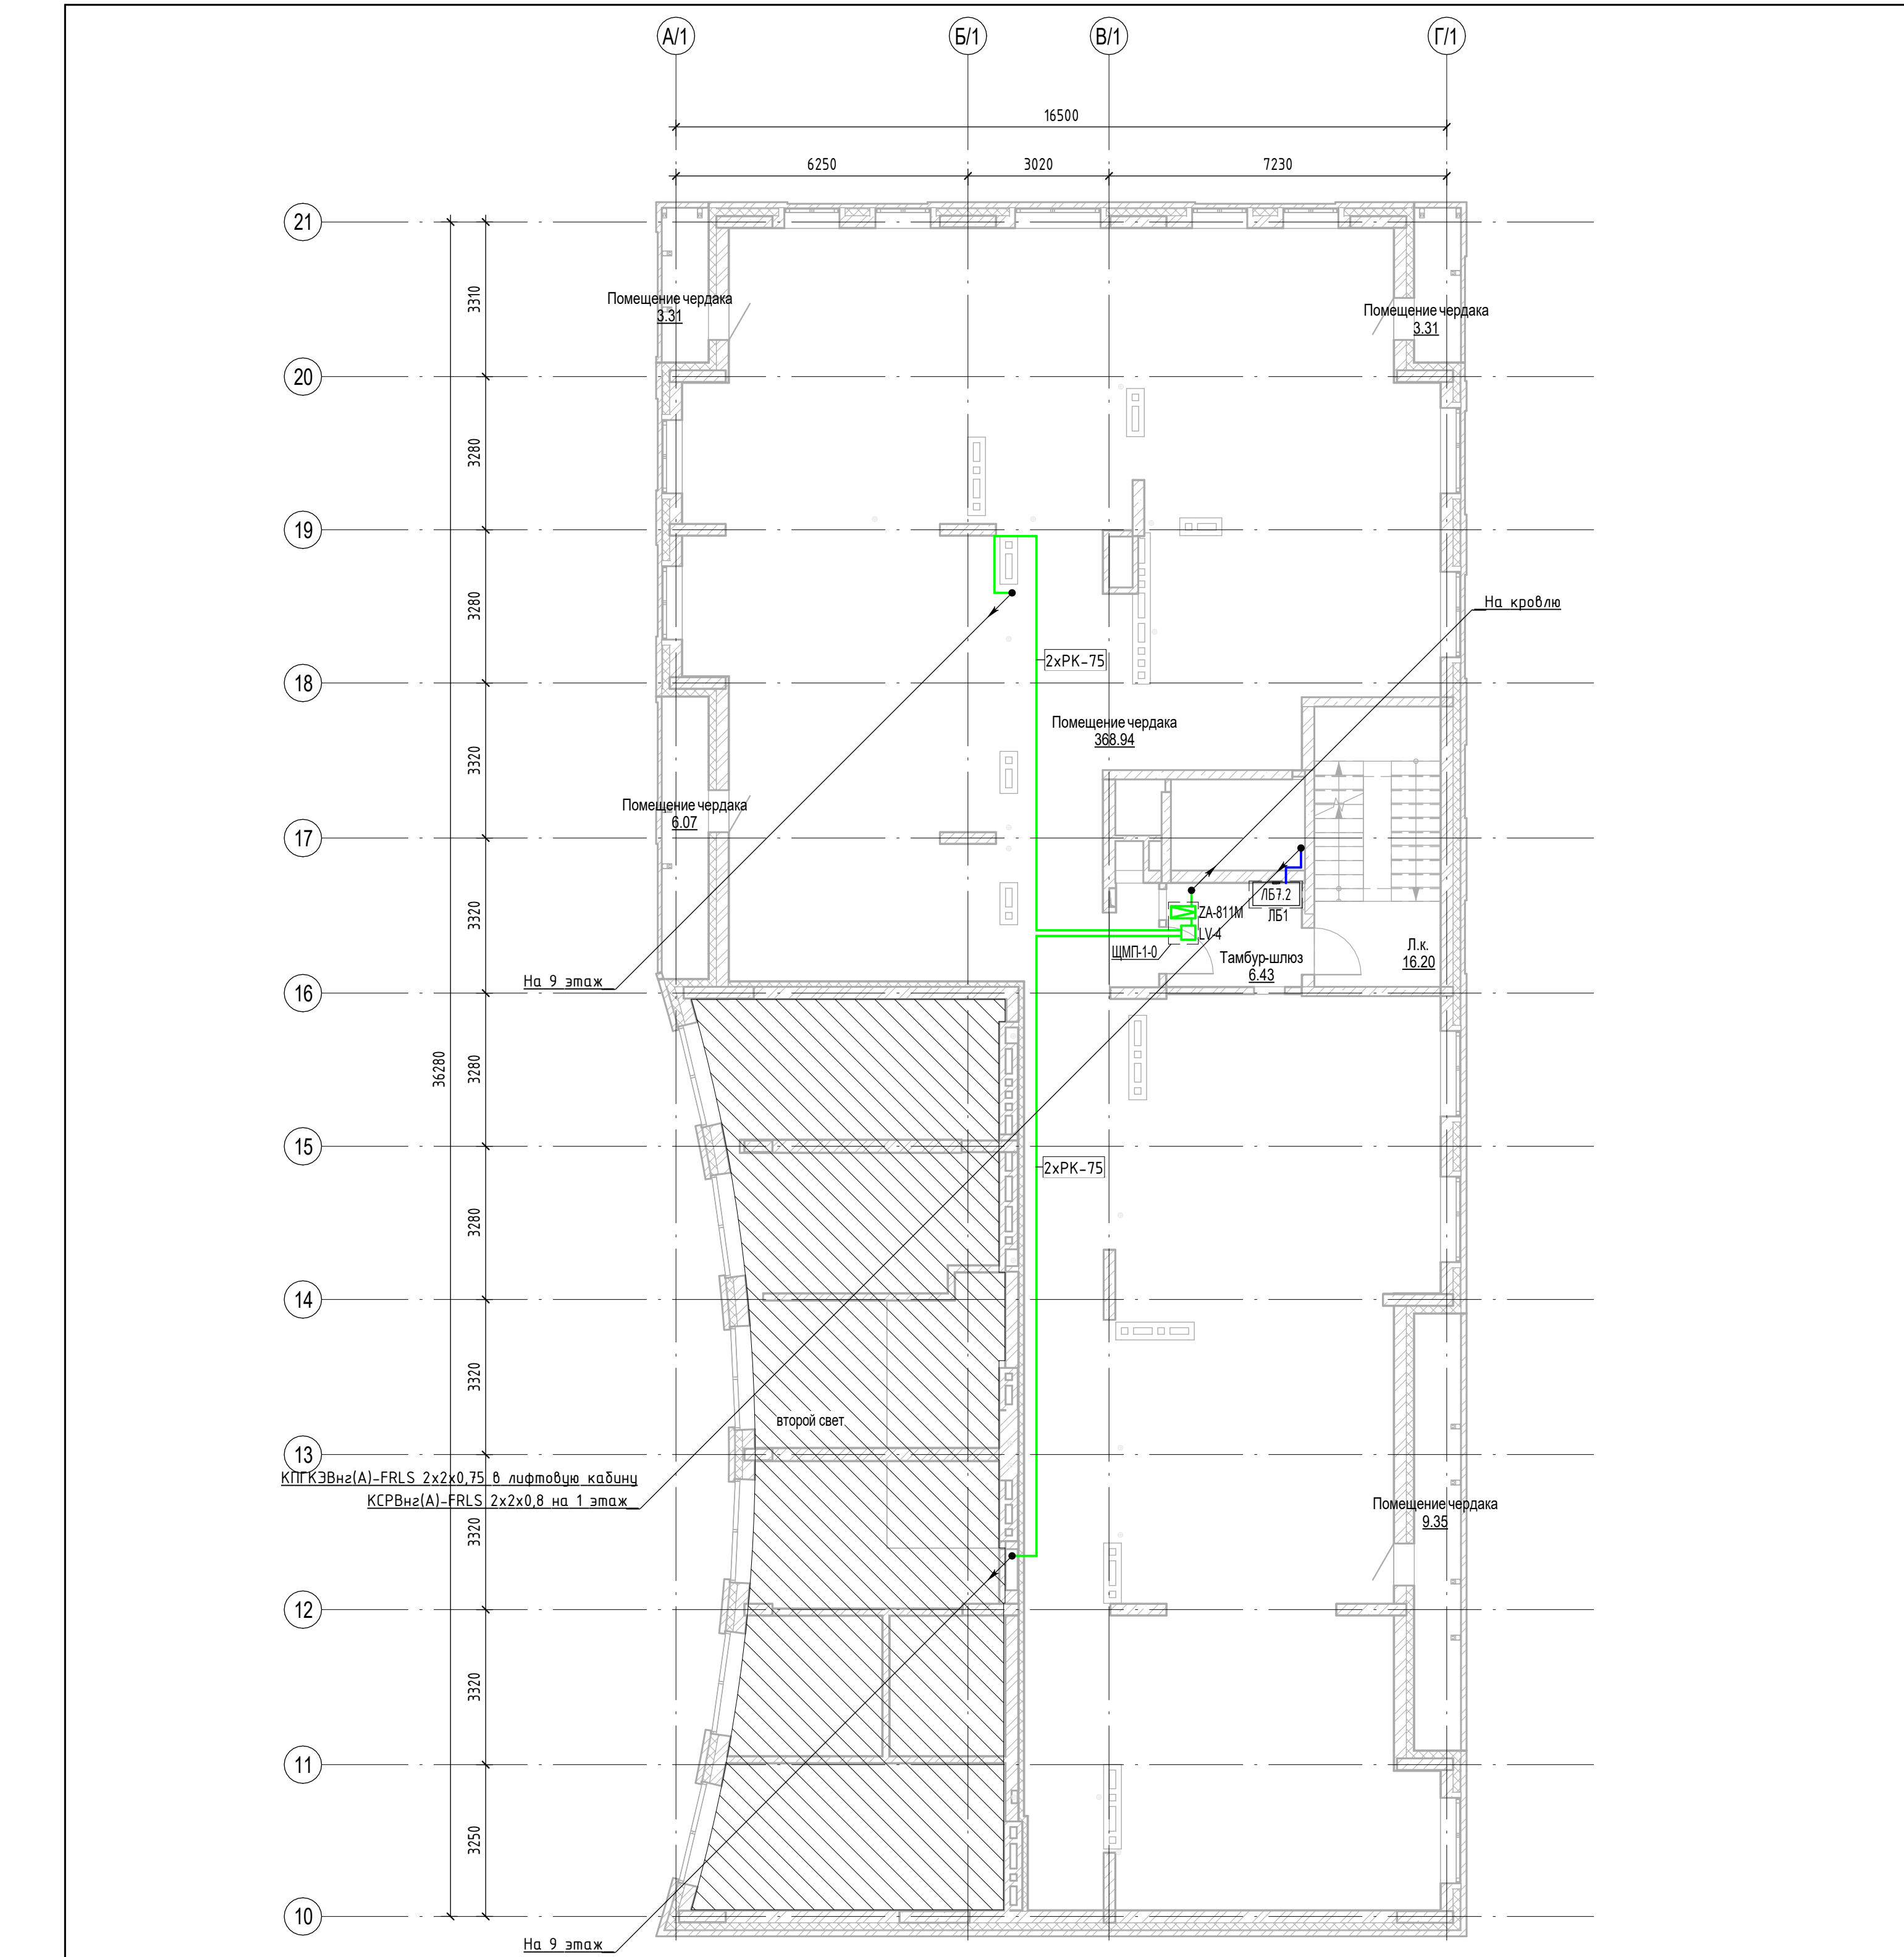 А/1
Б/1
В/1
Г/1
16500
6250
3020
7230
21
3310
Помещение чердака
3.31
Помещение чердака
3.31
20
3280
19
3280
На кровлю
2хРК-75
18
Помещение чердака
368.94
3320
Помещение чердака
6.07
17
3320
ЛБ7.2
ЛБ1
ZA-811М
LV-4
ЩМП-1-0
Тамбур-шлюз
6.43
Л.к.
16.20
На 9 этаж
16
36280
3280
15
2хРК-75
3280
14
3320
второй свет
13
КПГКЭВнг(А)-FRLS 2х2х0,75 в лифтовую кабину
КСРВнг(А)-FRLS 2х2х0,8 на 1 этаж
3320
Помещение чердака
9.35
12
3320
11
3250
10
На 9 этаж